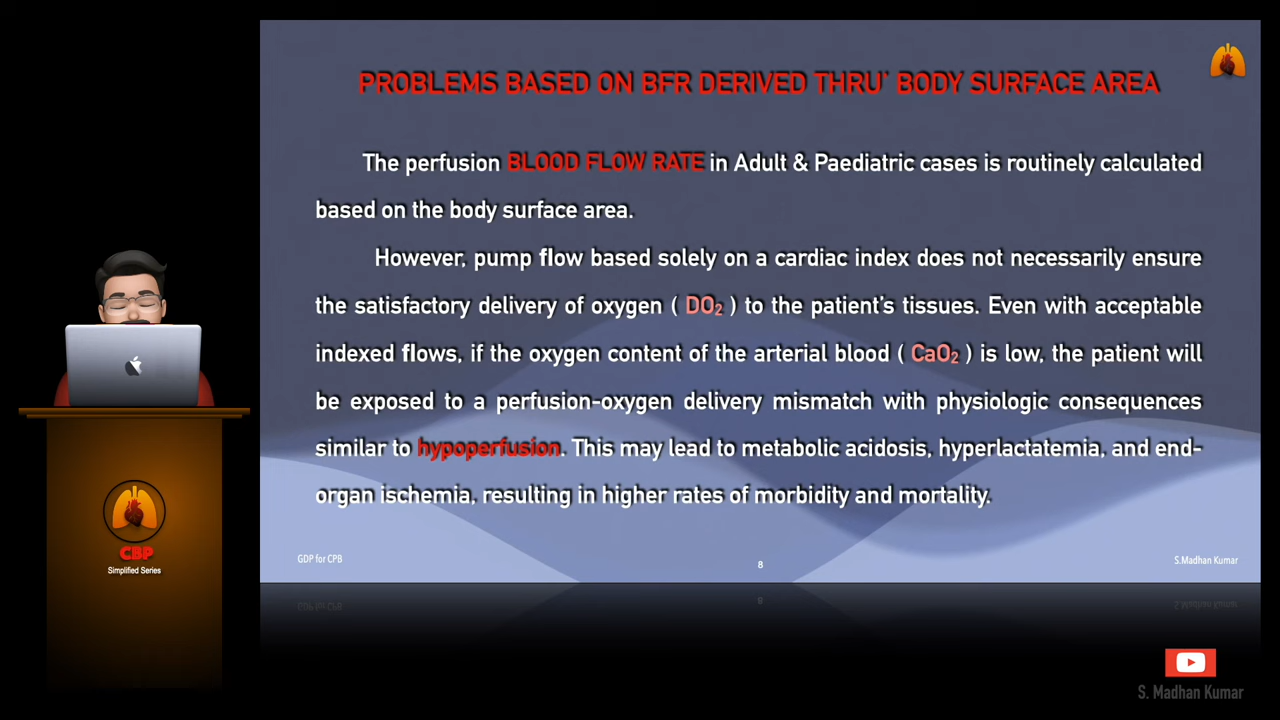 PROBLEMS BASED ON BFR DERIVED THRU' BODY SURFACE AREA
The perfusion BLOOD FLOW RATE in Adult & Paediatric cases is routinely calculated
based on the body surface area.
However, pump flow based solely on a cardiac index does not necessarily ensure
the satisfactory delivery of oxygen ( DO₂ ) to the patient's tissues. Even with acceptable
indexed flows, if the oxygen content of the arterial blood ( CaO₂ ) is low, the patient will
be exposed to a perfusion-oxygen delivery mismatch with physiologic consequences
similar to hypoperfusion. This may lead to metabolic acidosis, hyperlactatemia, and end-
organ ischemia, resulting in higher rates of morbidity and mortality.
GDP for CPB
8
S.Madhan Kumar
CBP
Simplified Series
S. Madhan Kumar